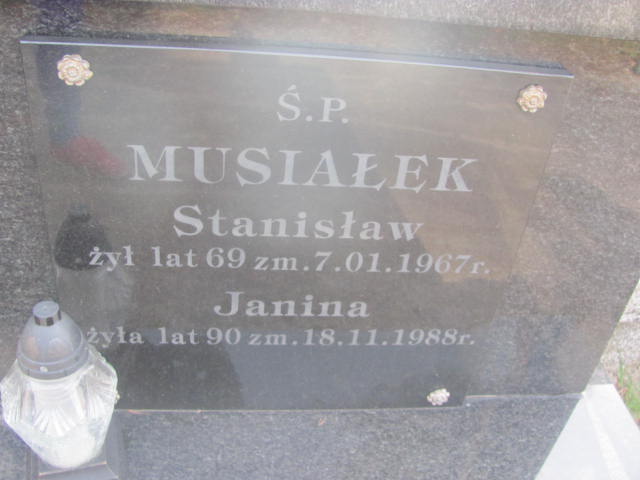 Ś.P.
MUSIAŁEK
Stanisław
żył lat 69 zm. 7.01.1967r.
Janina
żyła lat 90 zm. 18.11.1988r.